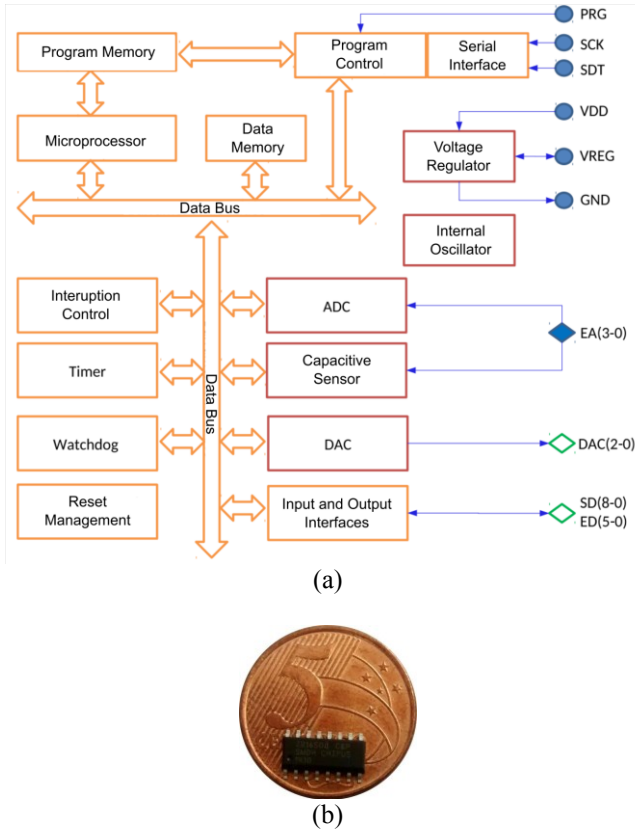 PRG
Program Memory
Program
Control
Serial
Interface
SCK
SDT
Microprocessor
Data
Memory
Voltage
Regulator
VDD
VREG
GND
Data Bus
Internal
Oscillator
Interuption
Control
ADC
EA(3-0)
Timer
Capacitive
Sensor
Data Bus
Watchdog
DAC
DAC(2-0)
Reset
Management
Input and Output
Interfaces
SD(8-0)
ED(5-0)
(a)
5
(b)